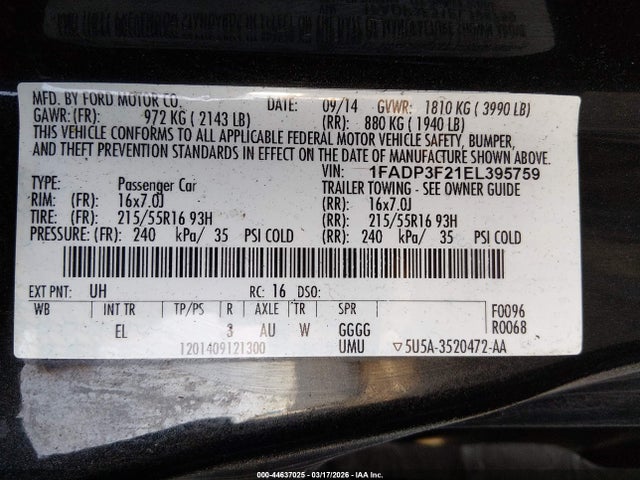 MFD. BY FORD MOTOR CO. DATE: 09/14 GVWR: 1810 KG ( 3990 LB)
GAWR: (FR): 972 KG ( 2143 LB) (RR): 880 KG ( 1940 LB)
THIS VEHICLE CONFORMS TO ALL APPLICABLE FEDERAL MOTOR VEHICLE SAFETY, BUMPER,
AND THEFT PREVENTION STANDARDS IN EFFECT ON THE DATE OF MANUFACTURE SHOWN ABOVE.
VIN: 1FADP3F21EL395759
TYPE: Passenger Car TRAILER TOWING - SEE OWNER GUIDE
RIM: (FR): 16x7.0J (RR): 16x7.0J
TIRE: (FR): 215/55R16 93H (RR): 215/55R16 93H
PRESSURE: (FR): 240 kPa/ 35 PSI COLD (RR): 240 kPa/ 35 PSI COLD
EXT PNT: UH RC: 16 DSO:
WB INT TR TP/PS R AXLE TR SPR F0096
EL 3 AU W GGGG R0068
1201409121300 UMU ▽5U5A-3520472-AA
000-44637025 - 03/17/2026 - IAA Inc.